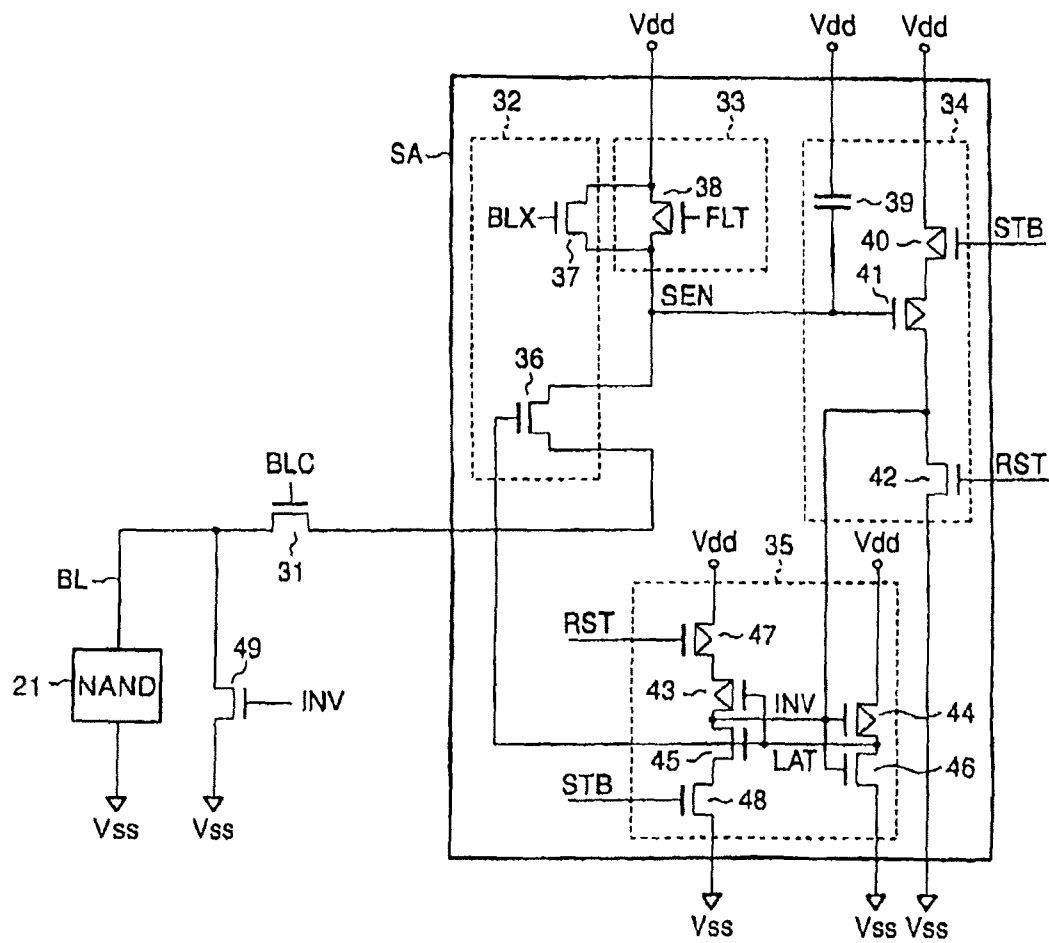 Vdd
Vdd
Vdd
32
33
34
SA
38
39
BLX
FLT
STB
40
37
41
SEN
36
BLC
42
RST
31
Vdd
35
Vdd
BL
RST
47
49
43
INV
44
21
NAND
INV
45
LAT
46
STB
48
Vss
Vss
Vss
Vss
Vss